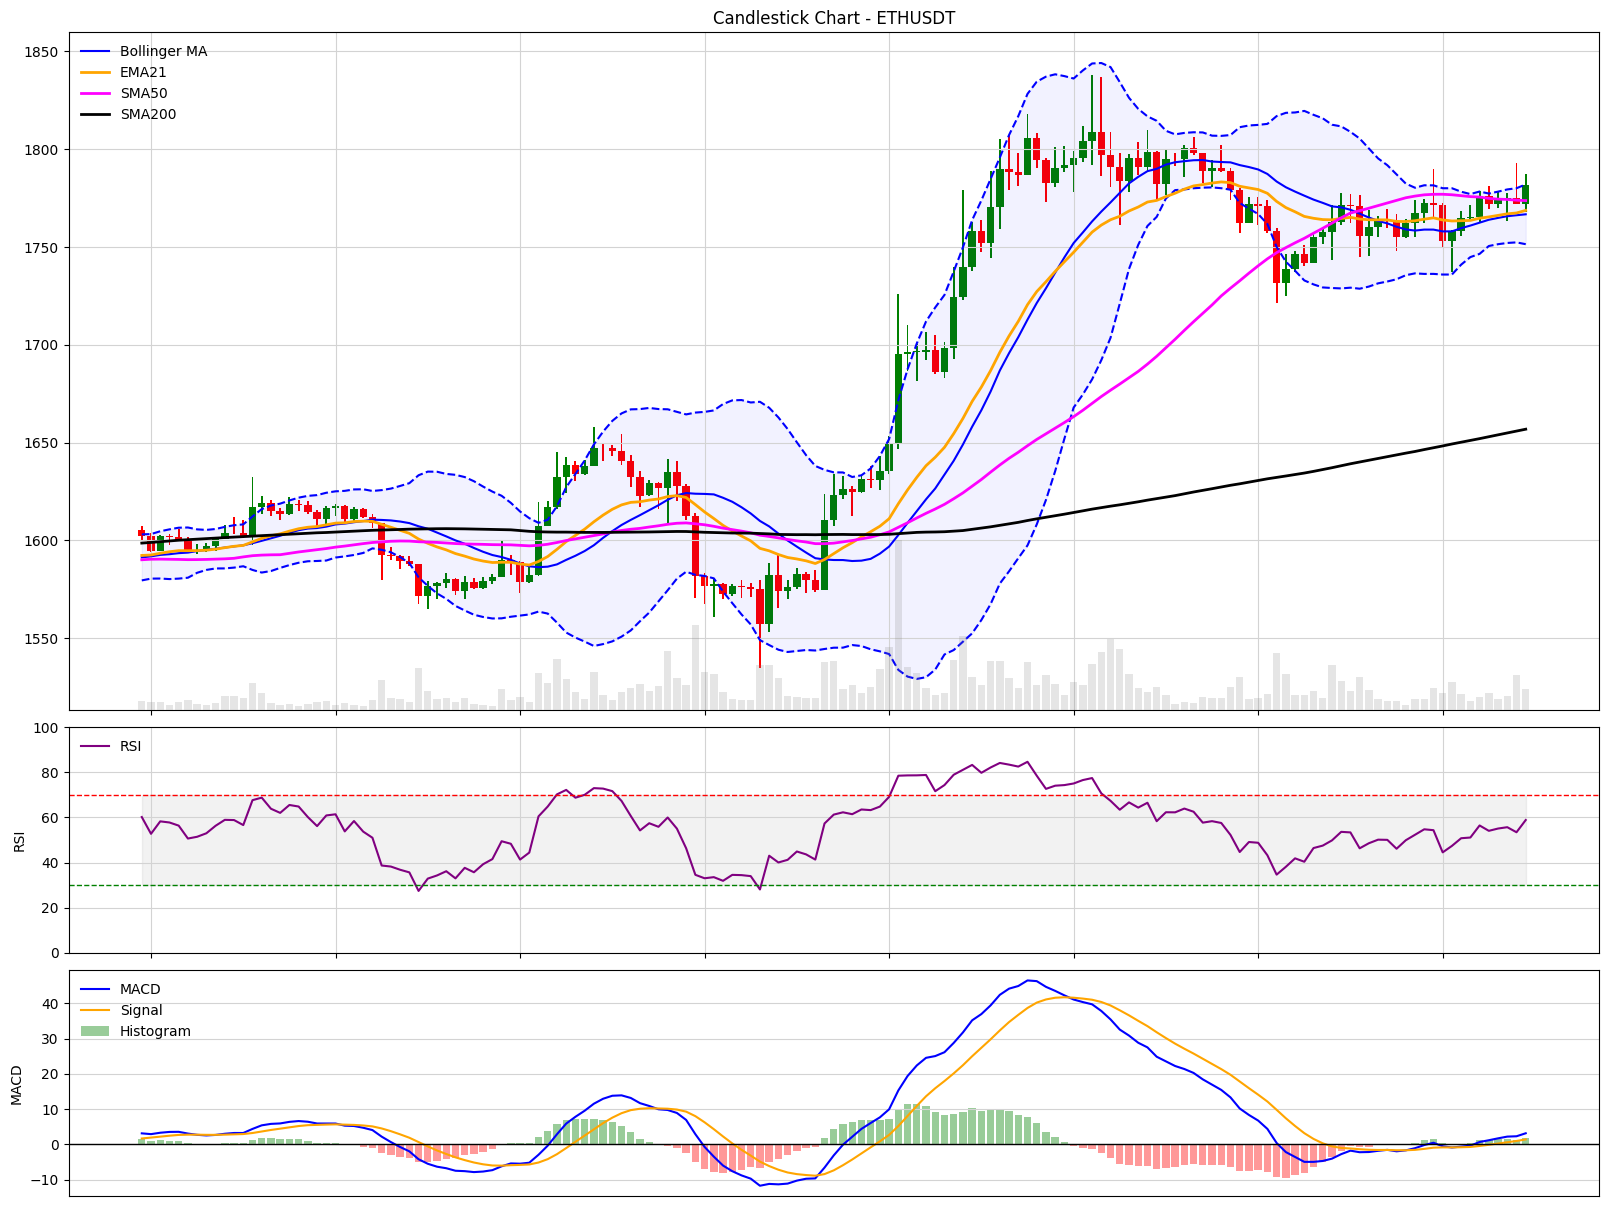 Candlestick Chart - ETHUSDT
Bollinger MA
EMA21
SMA50
SMA200
1850
1800
1750
1700
1650
1600
1550
RSI
100
80
60
40
20
0
RSI
MACD
Signal
Histogram
40
30
20
10
0
−10
MACD